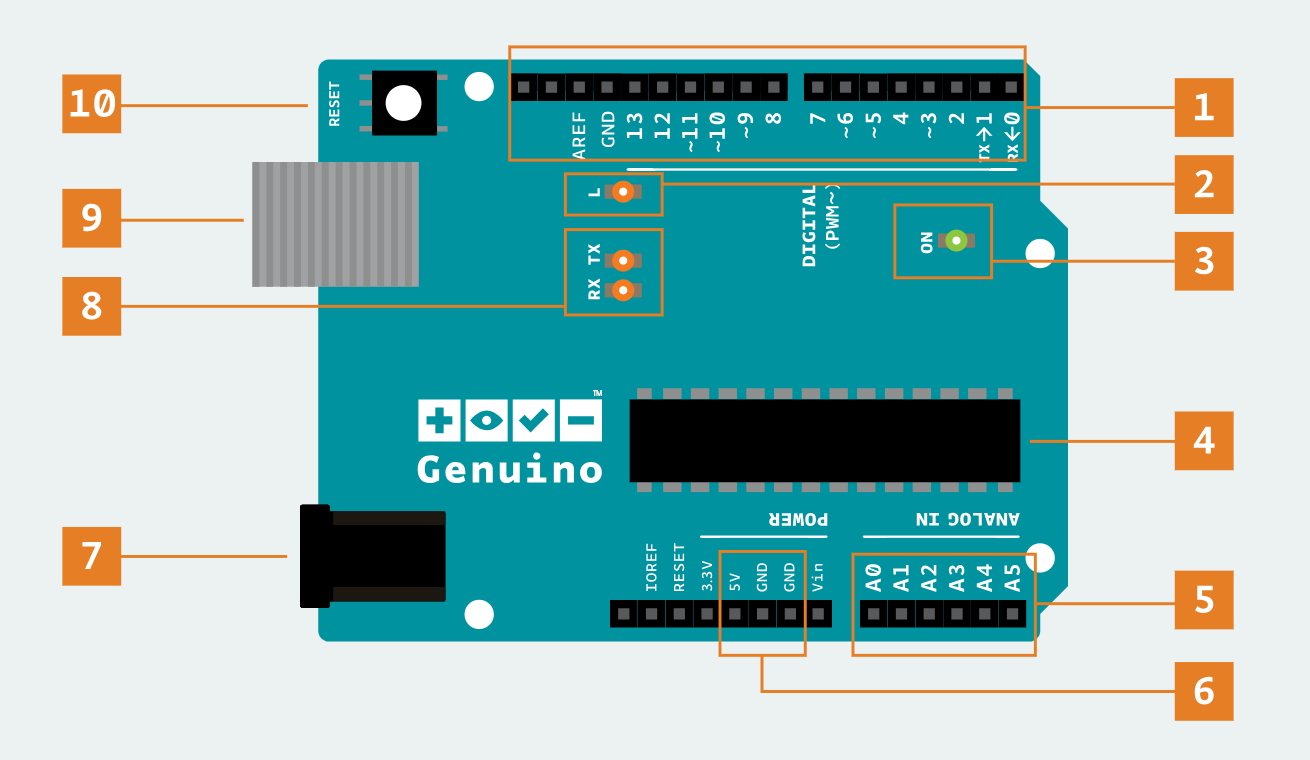 10
RESET
AREF
GND
13
12
~11
~10
~9
8
7
~6
~5
4
~3
2
TX→1
RX←0
1
L
2
DIGITAL
(PWM~)
ON
3
9
TX
RX
8
TM
Genuino
4
POWER
ANALOG IN
7
IOREF
RESET
3.3V
5V
GND
GND
Vin
A0
A1
A2
A3
A4
A5
5
6